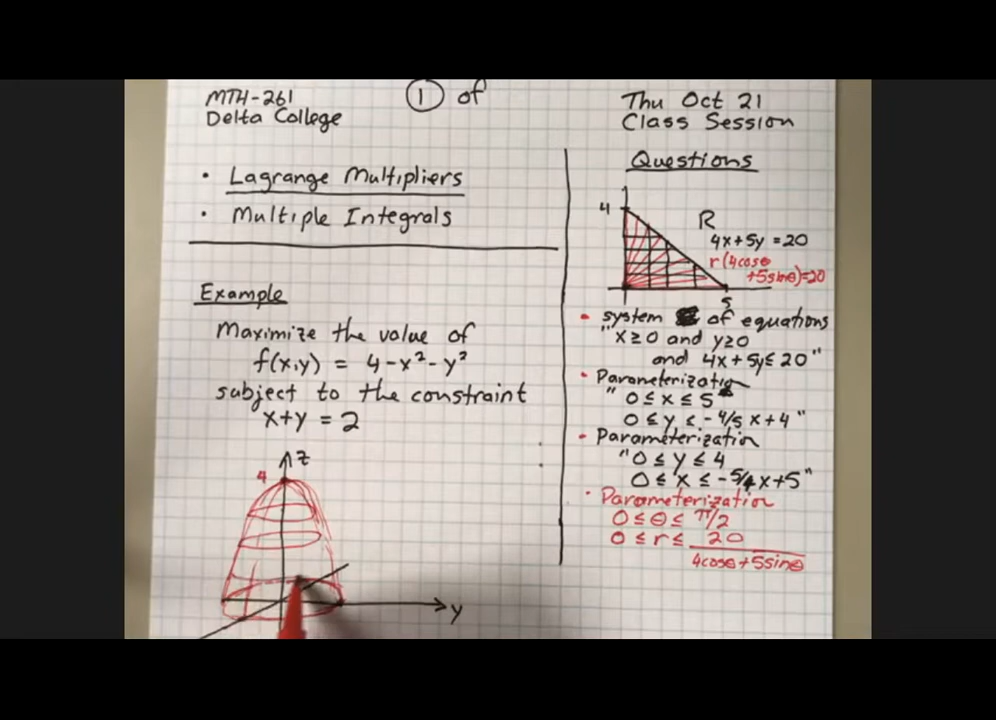 MTH-261
Delta College
1 of
Thu Oct 21
Class Session
• Lagrange Multipliers
• Multiple Integrals
Example
Maximize the value of
f(x,y) = 4-x²-y²
subject to the constraint
x+y = 2
z
4
y
Questions
4
R
4x+5y = 20
r(4cosθ
+5sinθ)=20
5
• system of equations
"x≥0 and y≥0
and 4x+5y≤20"
• Parameterization
"0≤x≤5
0≤y≤-4/5x+4"
• Parameterization
"0≤y≤4
0≤x≤-5/4x+5"
• Parameterization
0≤θ≤π/2
0≤r≤ 20
4cosθ+5sinθ